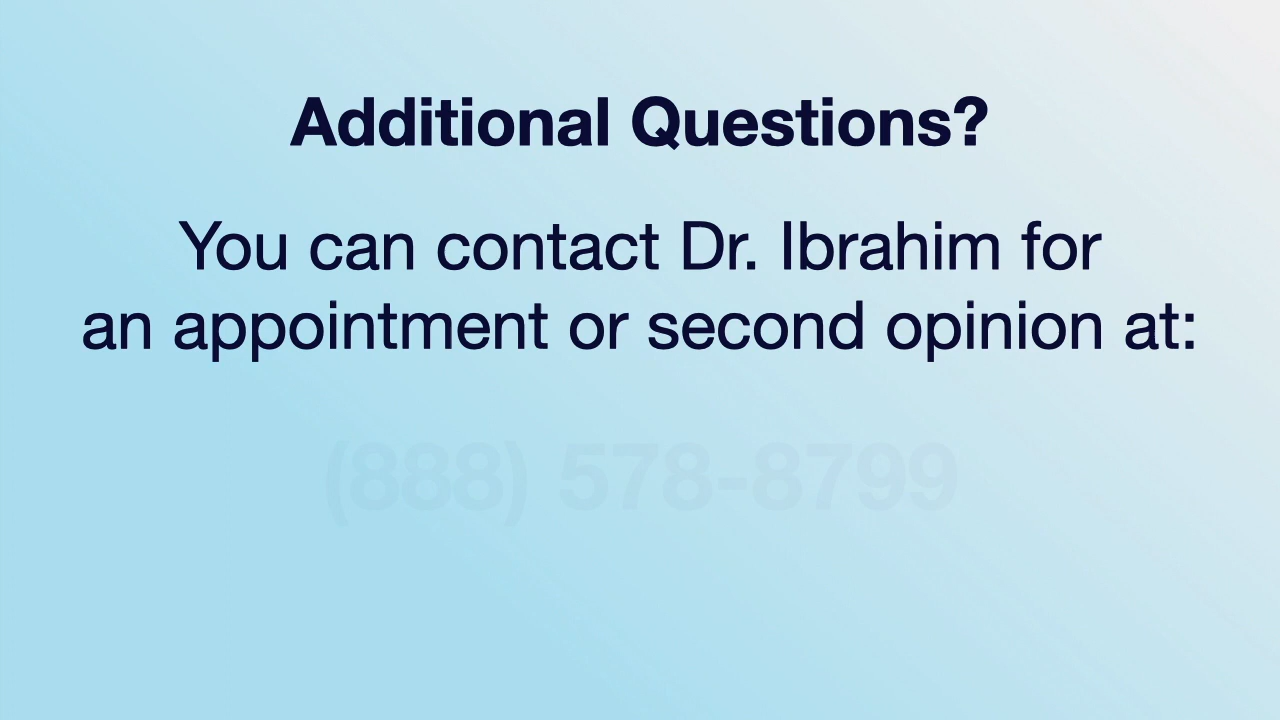 Additional Questions?
You can contact Dr. Ibrahim for
an appointment or second opinion at:
(888) 578-8799